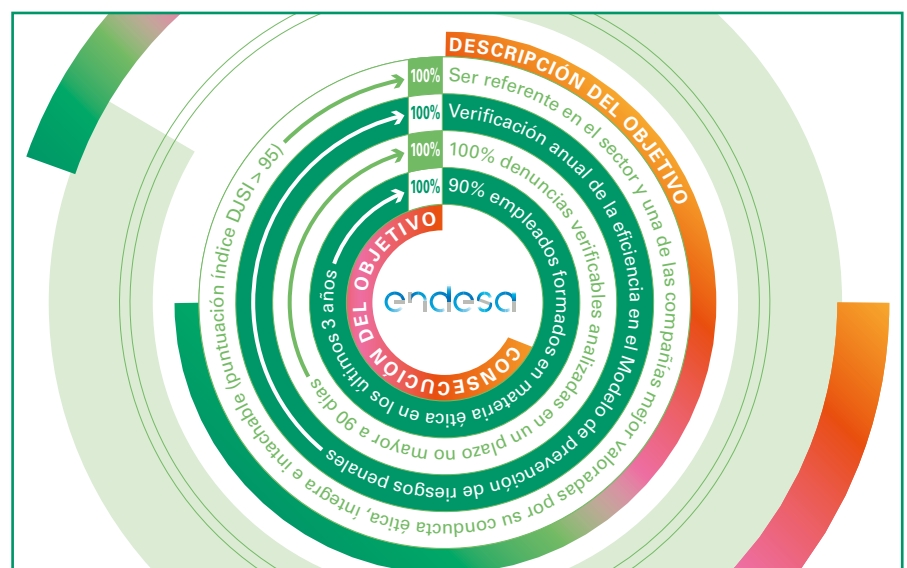 DESCRIPCIÓN DEL OBJETIVO
100% Ser referente en el sector y una de las compañías mejor valoradas por su conducta ética, íntegra e intachable (puntuación índice DJSI > 95)
100% Verificación anual de la eficiencia en el Modelo de prevención de riesgos penales
100% 100% denuncias verificables analizadas en un plazo no mayor a 90 días
100% 90% empleados formados en materia ética en los últimos 3 años
CONSECUCIÓN DEL OBJETIVO
endesa